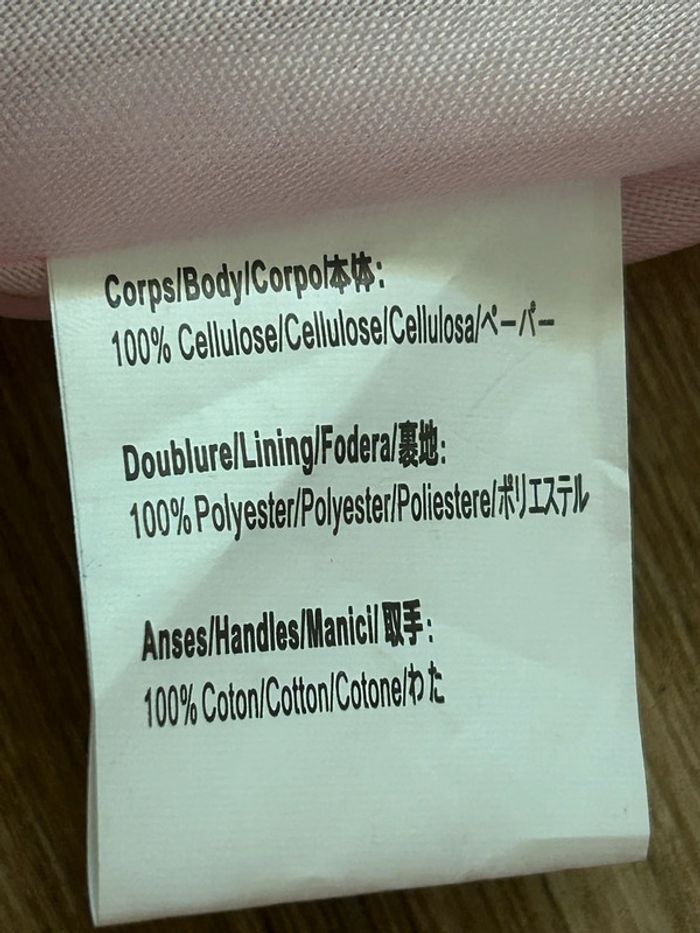 Corps/Body/Corpo/本体:
100% Cellulose/Cellulose/Cellulosa/ペーパー
Doublure/Lining/Fodera/裏地:
100% Polyester/Polyester/Poliestere/ポリエステル
Anses/Handles/Manici/取手:
100% Coton/Cotton/Cotone/わた